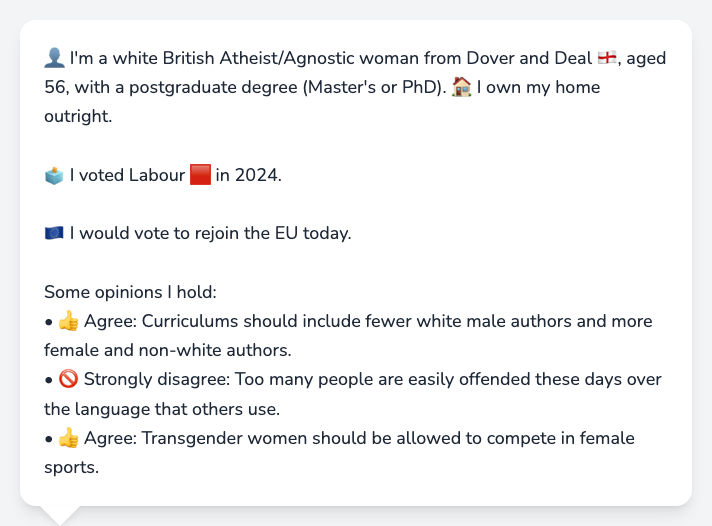 👤 I'm a white British Atheist/Agnostic woman from Dover and Deal 🏴󠁧󠁢󠁥󠁮󠁧󠁿, aged
56, with a postgraduate degree (Master's or PhD). 🏠 I own my home
outright.
🗳️ I voted Labour 🟥 in 2024.
🇪🇺 I would vote to rejoin the EU today.
Some opinions I hold:
• 👍 Agree: Curriculums should include fewer white male authors and more
female and non-white authors.
• 🚫 Strongly disagree: Too many people are easily offended these days over
the language that others use.
• 👍 Agree: Transgender women should be allowed to compete in female
sports.